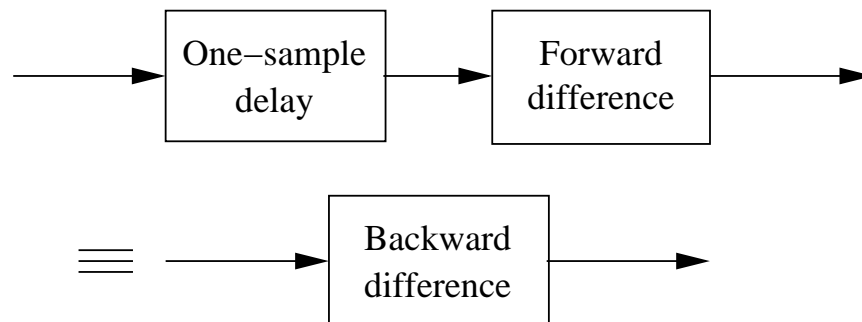 One−sample
delay
Forward
difference
Backward
difference